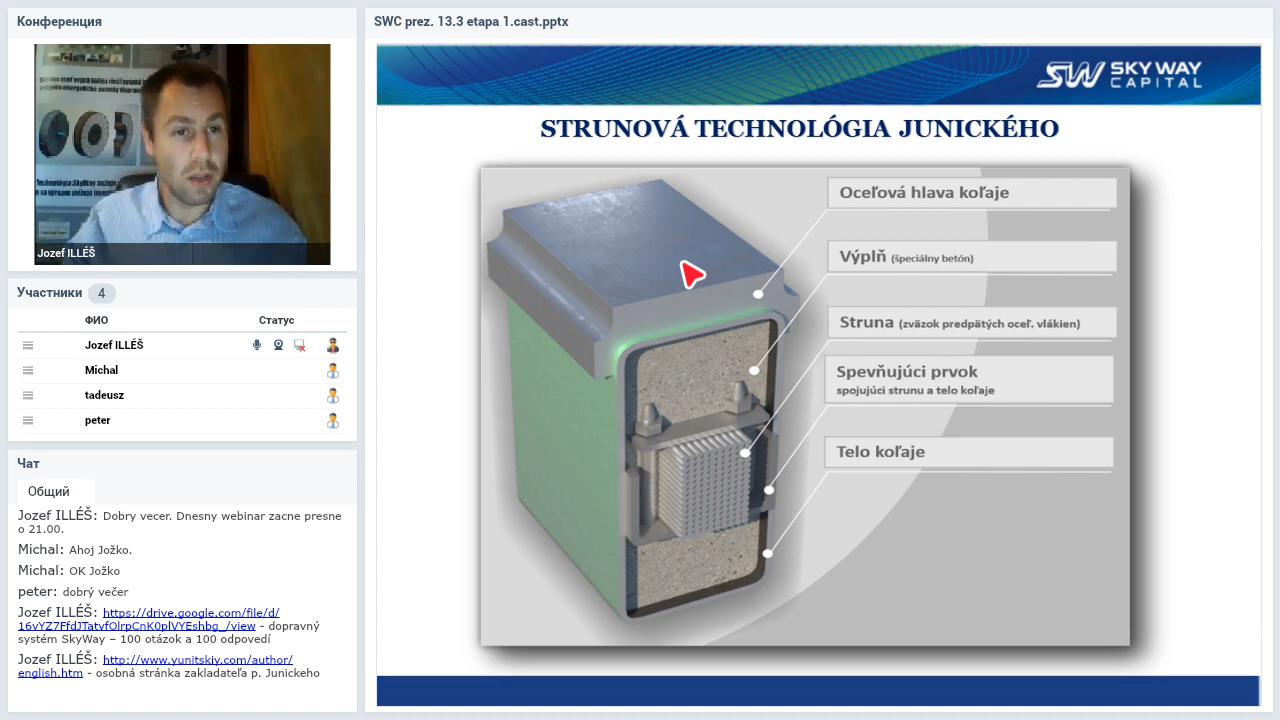 Конференция
Jozef ILLÉŠ
Участники 4
ФИО Статус
Jozef ILLÉŠ
Michal
tadeusz
peter
Чат
Общий
Jozef ILLÉŠ: Dobry vecer. Dnesny webinar zacne presne
o 21.00.
Michal: Ahoj Jožko.
Michal: OK Jožko
peter: dobrý večer
Jozef ILLÉŠ: https://drive.google.com/file/d/
- dopravný
systém SkyWay – 100 otázok a 100 odpovedí
Jozef ILLÉŠ: http://www.yunitskiy.com/author/
english.htm - osobná stránka zakladateľa p. Junickeho
SWC prez. 13.3 etapa 1.cast.pptx
SW SKY WAY
CAPITAL
STRUNOVÁ TECHNOLÓGIA JUNICKÉHO
Oceľová hlava koľaje
Výplň (špeciálny betón)
Struna (zväzok predpätých oceľ. vlákien)
Spevňujúci prvok
spojujúci strunu a telo koľaje
Telo koľaje